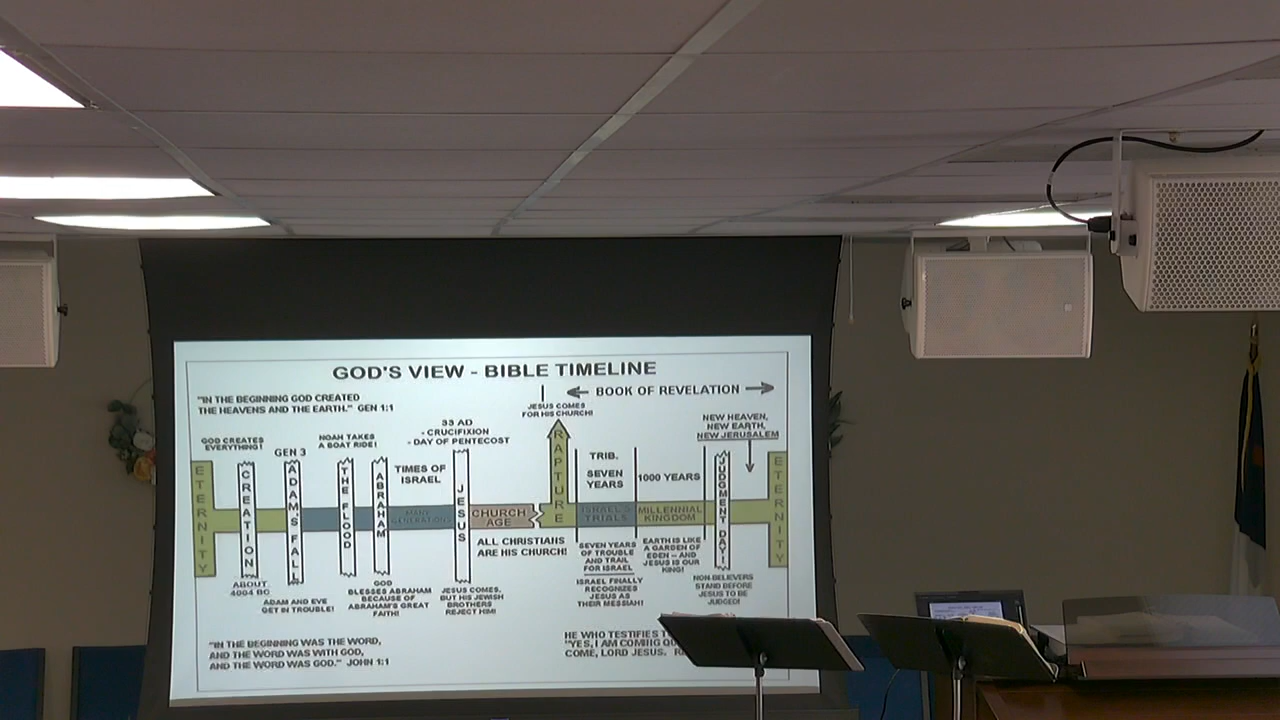 GOD'S VIEW - BIBLE TIMELINE
"IN THE BEGINNING GOD CREATED
THE HEAVENS AND THE EARTH." GEN 1:1
JESUS COMES
FOR HIS CHURCH!
BOOK OF REVELATION
GOD CREATES
EVERYTHING!
GEN 3
NOAH TAKES
A BOAT RIDE!
33 AD
- CRUCIFIXION
- DAY OF PENTECOST
NEW HEAVEN,
NEW EARTH,
NEW JERUSALEM
ETERNITY
CREATION
ADAM'S FALL
THE FLOOD
ABRAHAM
TIMES OF
ISRAEL
MANY
GENERATIONS
JESUS
CHURCH
AGE
RAPTURE
TRIB.
SEVEN
YEARS
ISRAEL'S
TRIALS
1000 YEARS
MILLENNIAL
KINGDOM
JUDGMENT DAY!
ETERNITY
ALL CHRISTIANS
ARE HIS CHURCH!
ABOUT
4004 BC
ADAM AND EVE
GET IN TROUBLE!
GOD
BLESSES ABRAHAM
BECAUSE OF
ABRAHAM'S GREAT
FAITH!
JESUS COMES,
BUT HIS JEWISH
BROTHERS
REJECT HIM!
SEVEN YEARS
OF TROUBLE
AND TRAIL
FOR ISRAEL
ISRAEL FINALLY
RECOGNIZES
JESUS AS
THEIR MESSIAH!
EARTH IS LIKE
A GARDEN OF
EDEN -- AND
JESUS IS OUR
KING!
NON-BELIEVERS
STAND BEFORE
JESUS TO BE
JUDGED!
"IN THE BEGINNING WAS THE WORD,
AND THE WORD WAS WITH GOD,
AND THE WORD WAS GOD." JOHN 1:1
HE WHO TESTIFIES T
"YES, I AM COMING QU
COME, LORD JESUS.